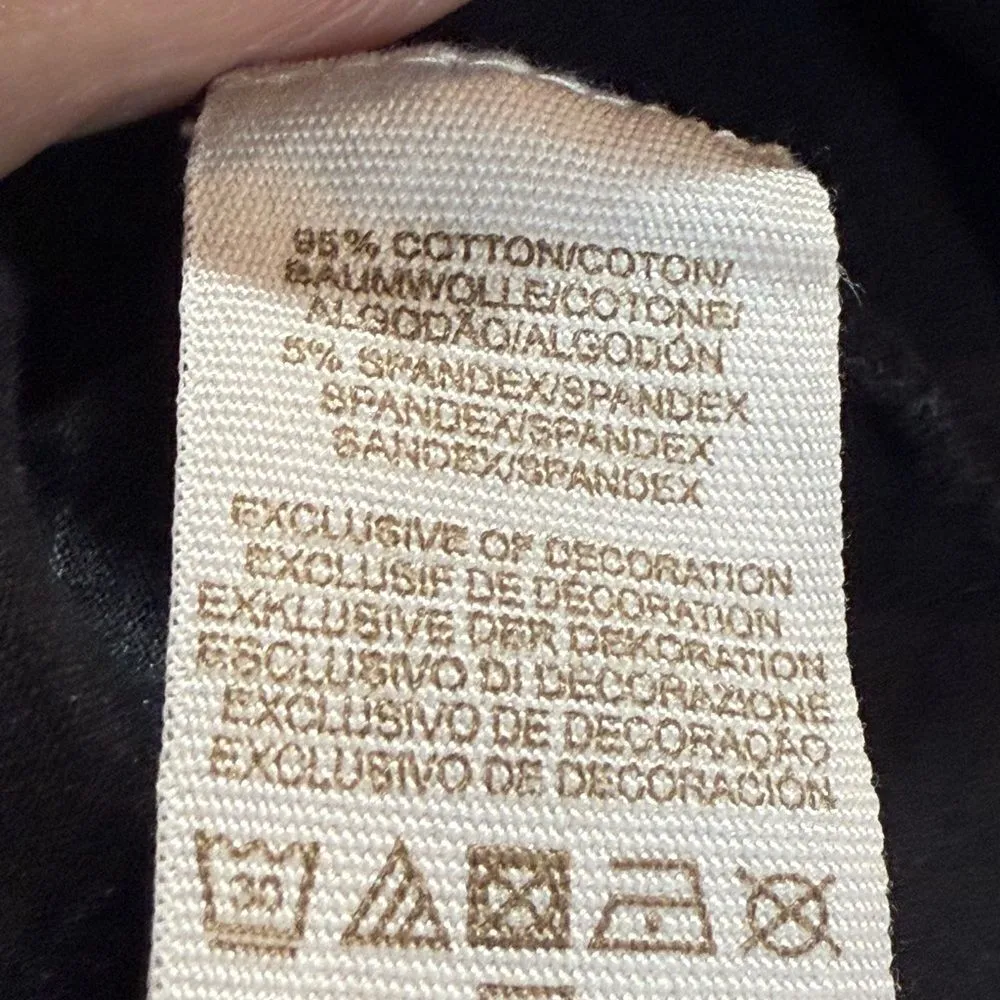 95% COTTON/COTON/
BAUMWOLLE/COTONE/
ALGODÃO/ALGODÓN
5% SPANDEX/SPANDEX
SPANDEX/SPANDEX
SANDEX/SPANDEX
EXCLUSIVE OF DECORATION
EXCLUSIF DE DÉCORATION
EXKLUSIVE DER DEKORATION
ESCLUSIVO DI DECORAZIONE
EXCLUSIVO DE DECORAÇÃO
EXCLUSIVO DE DECORACIÓN
30